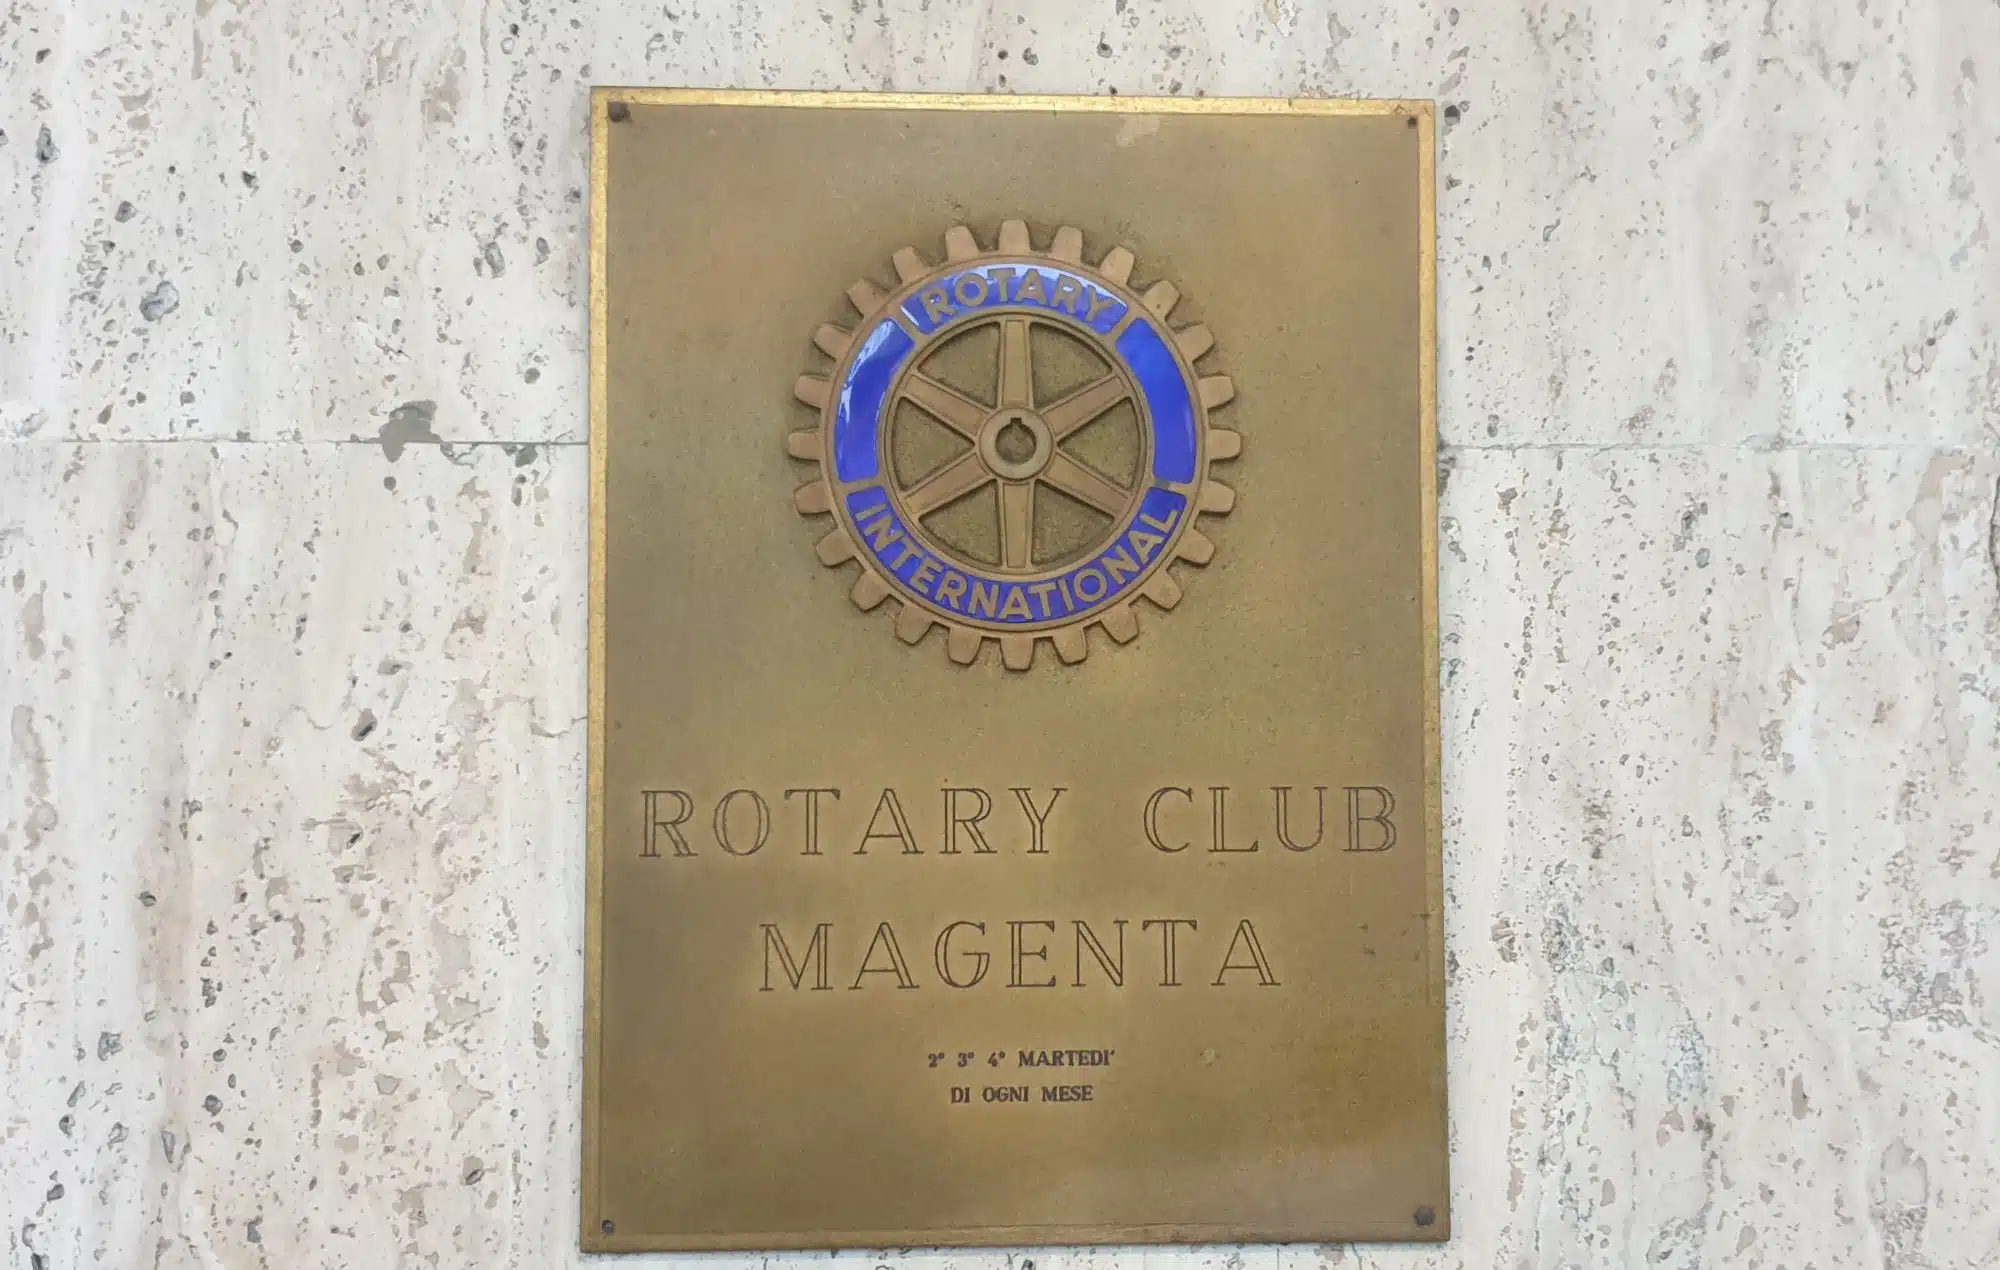 ROTARY
INTERNATIONAL
ROTARY CLUB
MAGENTA
2° 3° 4° MARTEDI'
DI OGNI MESE